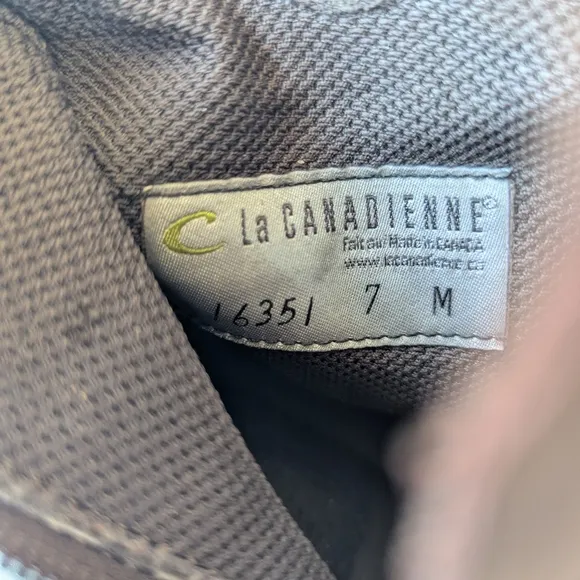 La CANADIENNE®
Fait au/Made in CANADA
www.lacanadienne.ca
16351 7 M